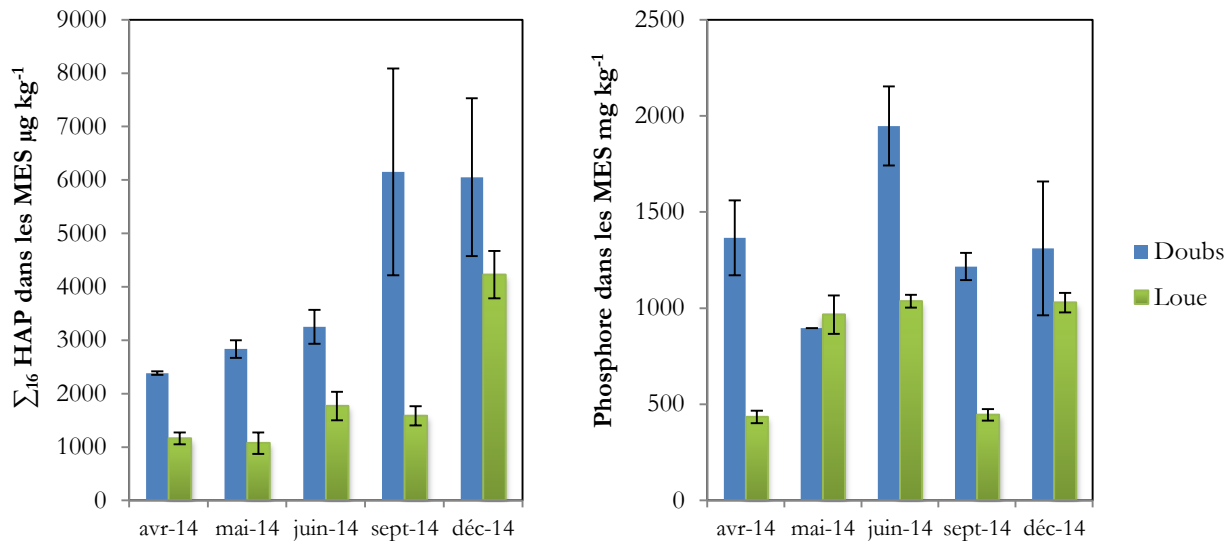 ∑16 HAP dans les MES µg kg-1
9000
8000
7000
6000
5000
4000
3000
2000
1000
0
avr-14 mai-14 juin-14 sept-14 déc-14
Phosphore dans les MES mg kg-1
2500
2000
1500
1000
500
0
avr-14 mai-14 juin-14 sept-14 déc-14
Doubs
Loue